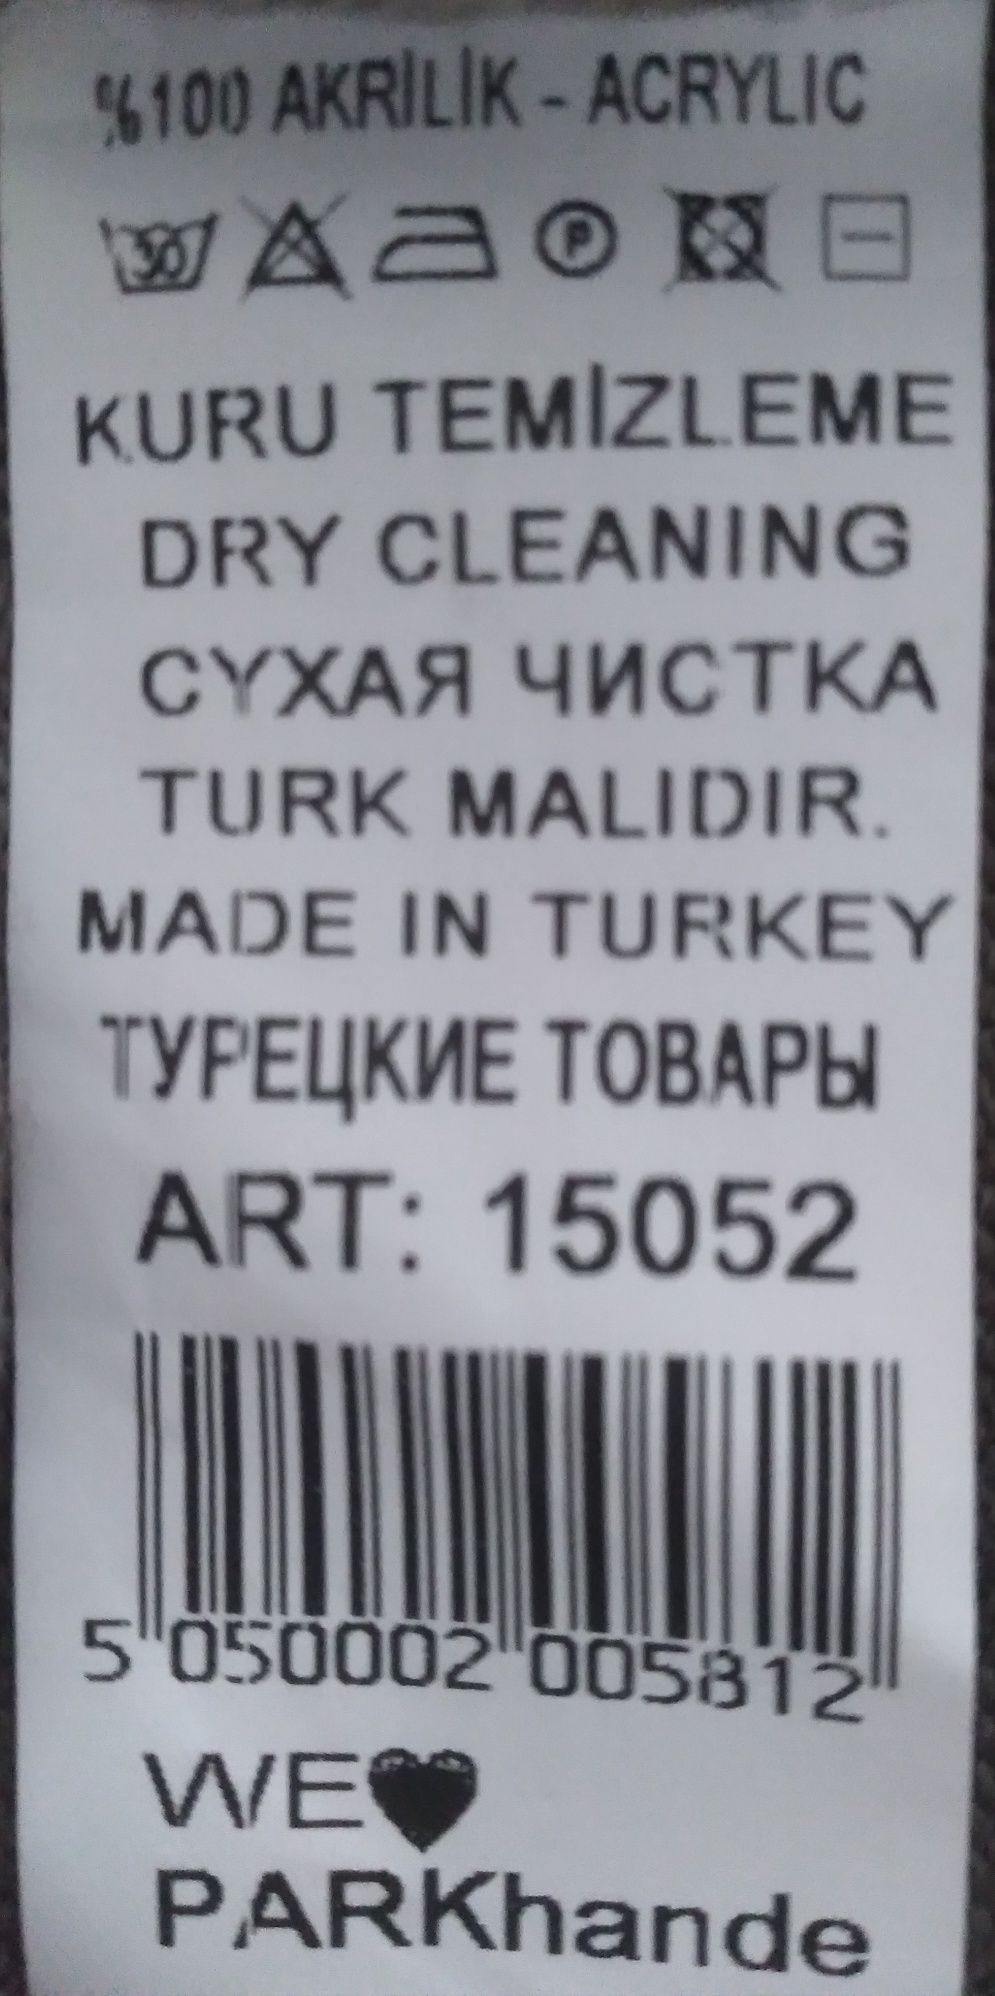 %100 AKRİLİK - ACRYLIC
30 P
KURU TEMİZLEME
DRY CLEANING
СУХАЯ ЧИСТКА
TURK MALIDIR.
MADE IN TURKEY
ТУРЕЦКИЕ ТОВАРЫ
ART: 15052
5 050002 005812
WE♥
PARKhande